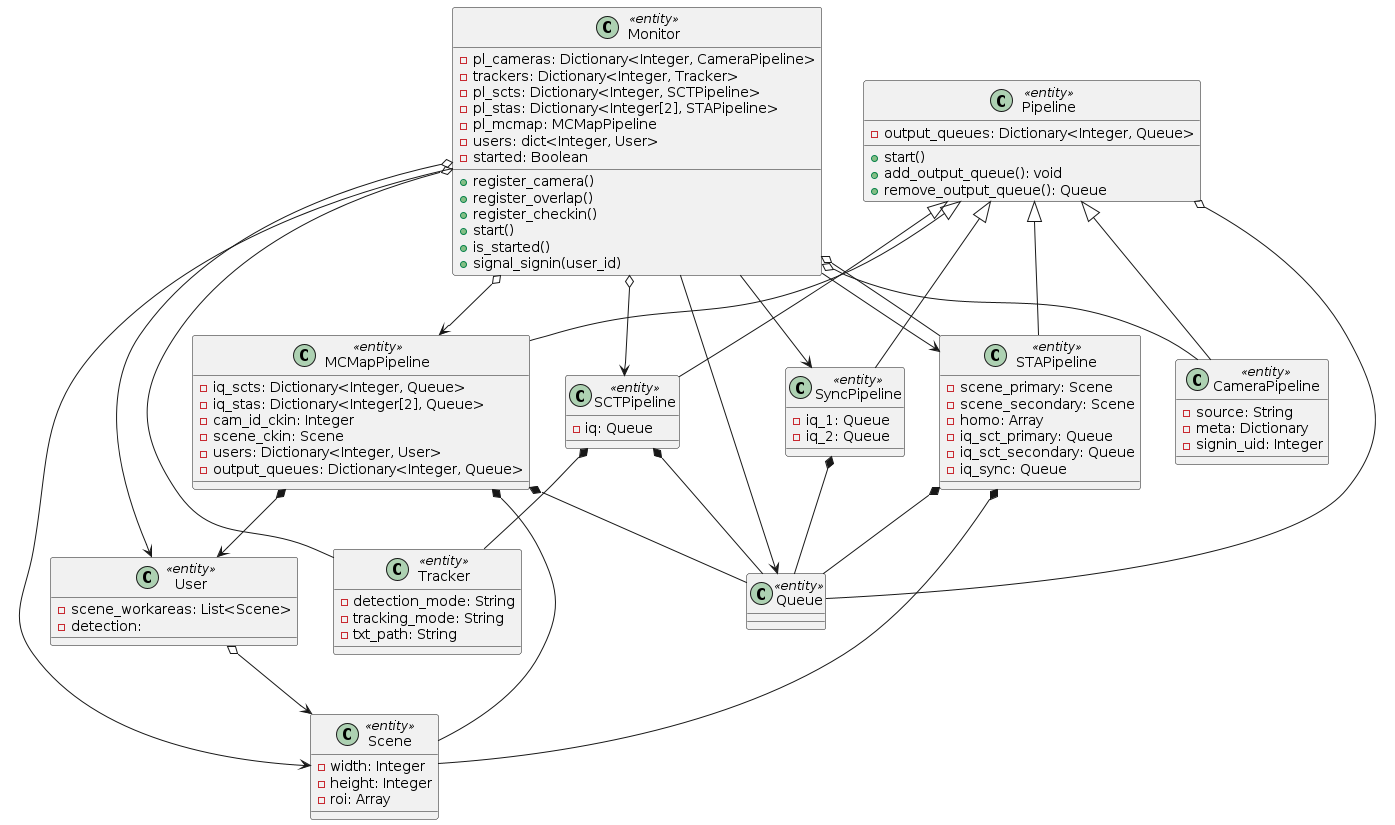 C
«entity»
Monitor
pl_cameras: Dictionary<Integer, CameraPipeline>
trackers: Dictionary<Integer, Tracker>
pl_scts: Dictionary<Integer, SCTPipeline>
pl_stas: Dictionary<Integer[2], STAPipeline>
pl_mcmap: MCMapPipeline
users: dict<Integer, User>
started: Boolean
register_camera()
register_overlap()
register_checkin()
start()
is_started()
signal_signin(user_id)
C
«entity»
Pipeline
output_queues: Dictionary<Integer, Queue>
start()
add_output_queue(): void
remove_output_queue(): Queue
C
«entity»
MCMapPipeline
iq_scts: Dictionary<Integer, Queue>
iq_stas: Dictionary<Integer[2], Queue>
cam_id_ckin: Integer
scene_ckin: Scene
users: Dictionary<Integer, User>
output_queues: Dictionary<Integer, Queue>
C
«entity»
SCTPipeline
iq: Queue
C
«entity»
SyncPipeline
iq_1: Queue
iq_2: Queue
C
«entity»
STAPipeline
scene_primary: Scene
scene_secondary: Scene
homo: Array
iq_sct_primary: Queue
iq_sct_secondary: Queue
iq_sync: Queue
C
«entity»
CameraPipeline
source: String
meta: Dictionary
signin_uid: Integer
C
«entity»
User
scene_workareas: List<Scene>
detection:
C
«entity»
Tracker
detection_mode: String
tracking_mode: String
txt_path: String
C
«entity»
Queue
C
«entity»
Scene
width: Integer
height: Integer
roi: Array